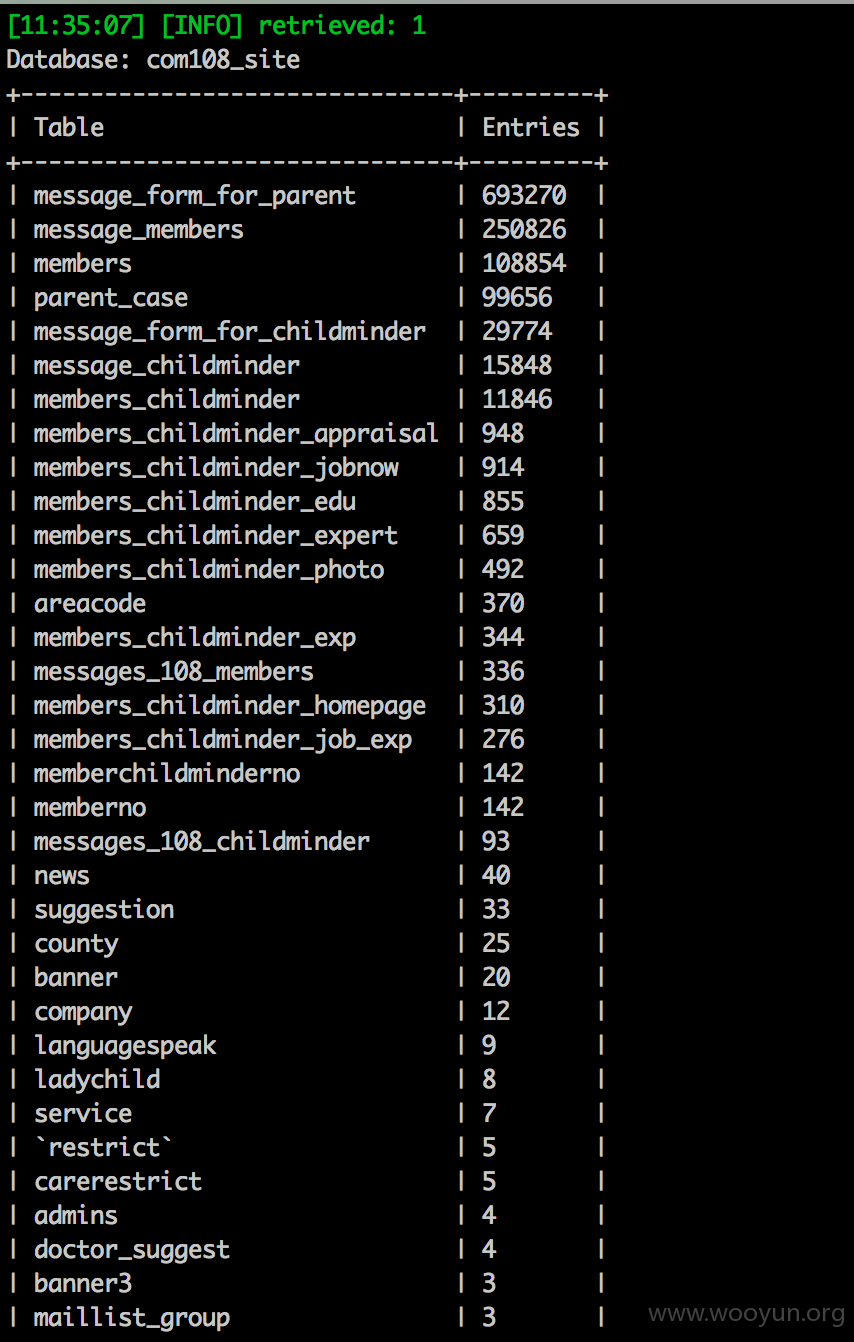 [11:35:07] [INFO] retrieved: 1
Database: com108_site
+-------------------------------+---------+
| Table                         | Entries |
+-------------------------------+---------+
| message_form_for_parent       | 693270  |
| message_members               | 250826  |
| members                       | 108854  |
| parent_case                   | 99656   |
| message_form_for_childminder  | 29774   |
| message_childminder           | 15848   |
| members_childminder           | 11846   |
| members_childminder_appraisal | 948     |
| members_childminder_jobnow    | 914     |
| members_childminder_edu       | 855     |
| members_childminder_expert    | 659     |
| members_childminder_photo     | 492     |
| areacode                      | 370     |
| members_childminder_exp       | 344     |
| messages_108_members          | 336     |
| members_childminder_homepage  | 310     |
| members_childminder_job_exp   | 276     |
| memberchildminderno           | 142     |
| memberno                      | 142     |
| messages_108_childminder      | 93      |
| news                          | 40      |
| suggestion                    | 33      |
| county                        | 25      |
| banner                        | 20      |
| company                       | 12      |
| languagespeak                 | 9       |
| ladychild                     | 8       |
| service                       | 7       |
| `restrict`                    | 5       |
| carerestrict                  | 5       |
| admins                        | 4       |
| doctor_suggest                | 4       |
| banner3                       | 3       |
| maillist_group                | 3       |
www.wooyun.org